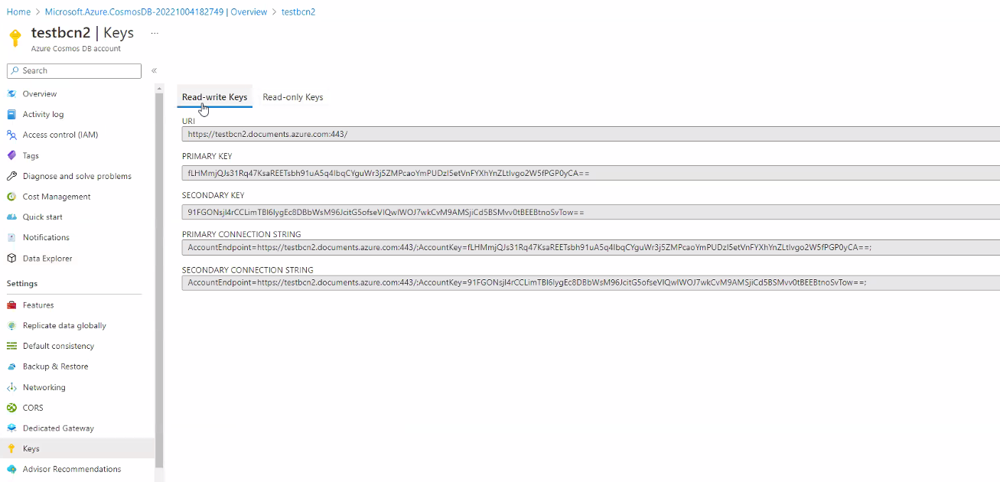 Home > Microsoft.Azure.CosmosDB-20221004182749 | Overview > testbcn2
testbcn2 | Keys ...
Azure Cosmos DB account
Search «
Overview
Activity log
Access control (IAM)
Tags
Diagnose and solve problems
Cost Management
Quick start
Notifications
Data Explorer
Settings
Features
Replicate data globally
Default consistency
Backup & Restore
Networking
CORS
Dedicated Gateway
Keys
Advisor Recommendations
Read-write Keys Read-only Keys
URI
https://testbcn2.documents.azure.com:443/
PRIMARY KEY
SECONDARY KEY
PRIMARY CONNECTION STRING
AccountEndpoint=https://testbcn2.documents.azure.com:443/;AccountKey=
SECONDARY CONNECTION STRING
AccountEndpoint=https://testbcn2.documents.azure.com:443/;AccountKey=